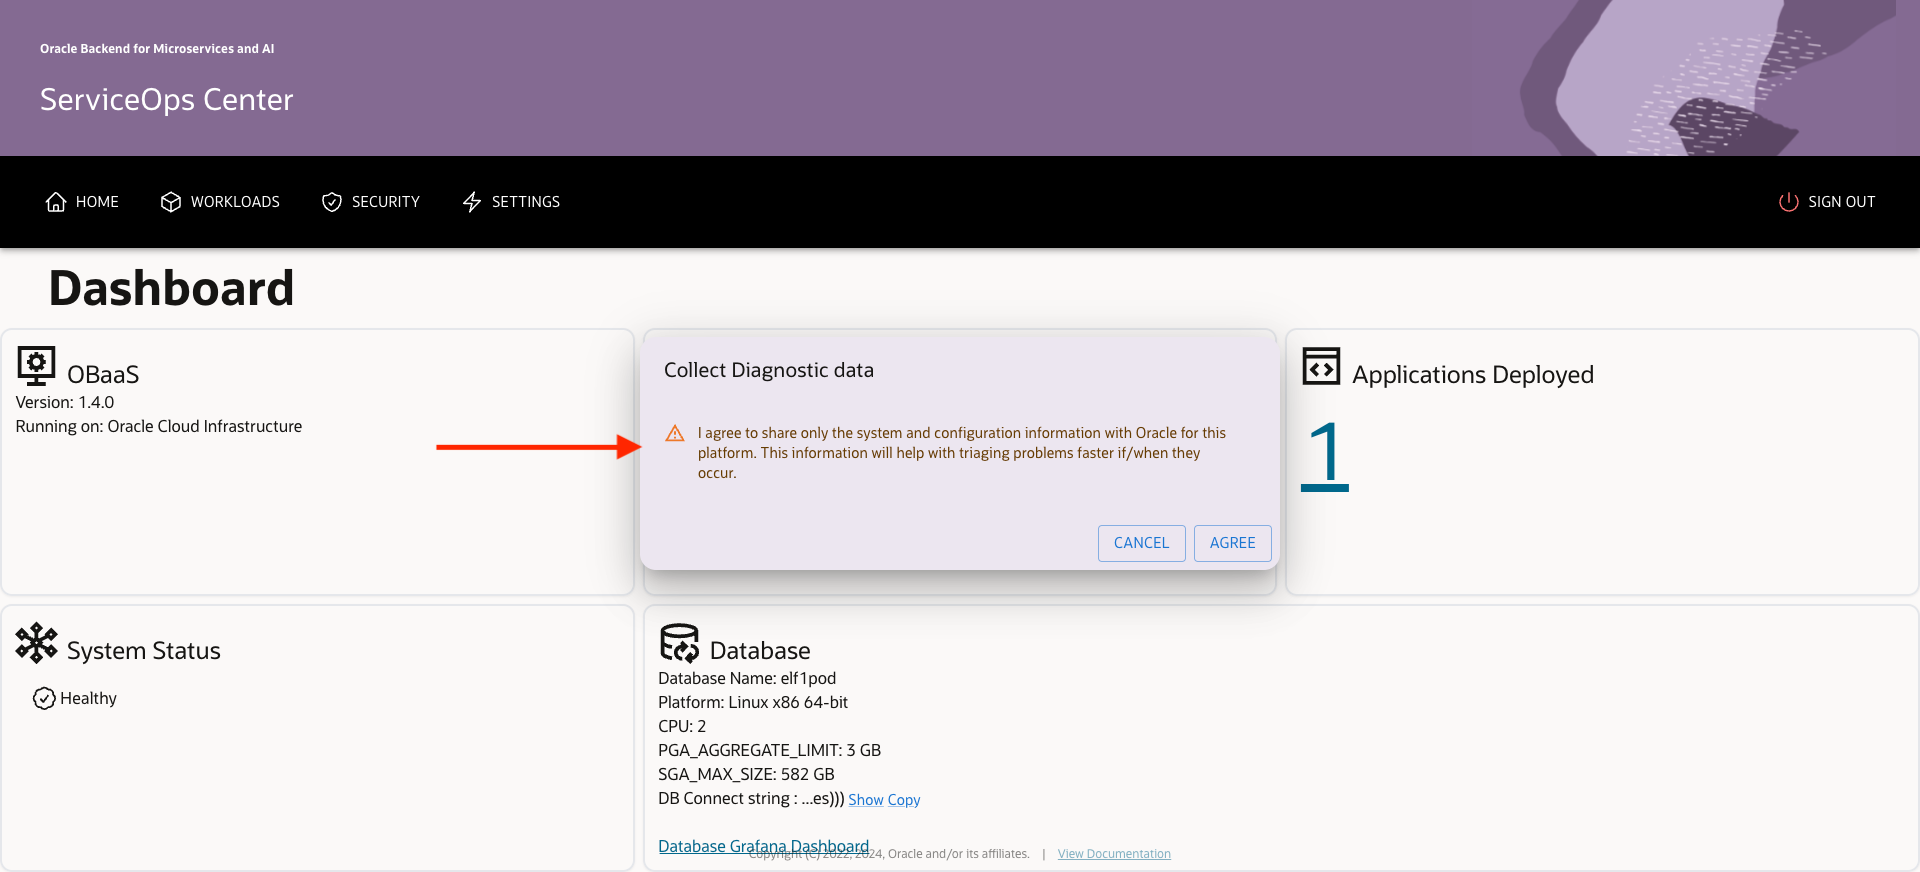 Oracle Backend for Microservices and AI
ServiceOps Center
HOME
WORKLOADS
SECURITY
SETTINGS
SIGN OUT
Dashboard
OBaaS
Version: 1.4.0
Running on: Oracle Cloud Infrastructure
Collect Diagnostic data
I agree to share only the system and configuration information with Oracle for this
platform. This information will help with triaging problems faster if/when they
occur.
CANCEL
AGREE
Applications Deployed
1
System Status
Healthy
Database
Database Name: elf1pod
Platform: Linux x86 64-bit
CPU: 2
PGA_AGGREGATE_LIMIT: 3 GB
SGA_MAX_SIZE: 582 GB
DB Connect string : ...es))) Show Copy
Database Grafana Dashboard
Copyright (C) 2022, 2024, Oracle and/or its affiliates. | View Documentation